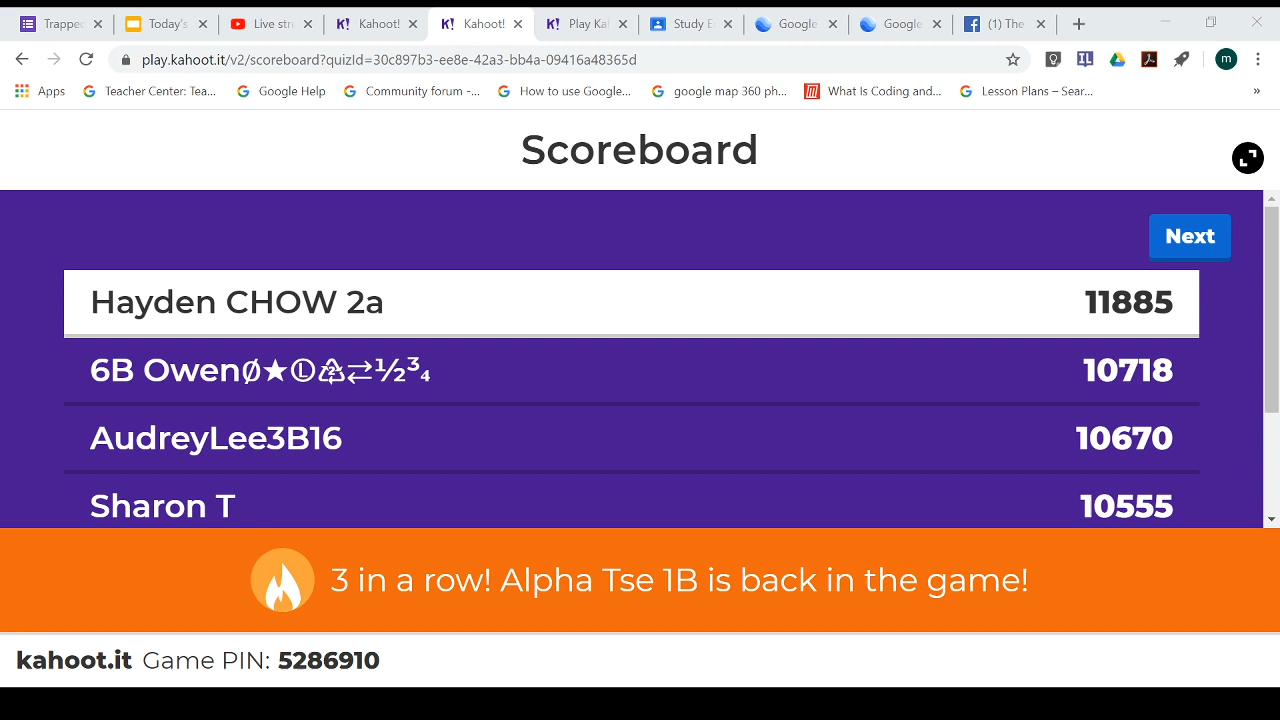 Trapped
Today's
Live str
Kahoot!
Kahoot!
Play Ka
Study E
Google
Google
(1) The
play.kahoot.it/v2/scoreboard?quizId=39c897b3-ee8e-42a3-bb4a-09416a48365d
Apps
Teacher Center: Tea...
Google Help
Community forum -...
How to use Google...
google map 360 ph...
What Is Coding and...
Lesson Plans – Sear...
»
Scoreboard
Next
Hayden CHOW 2a 11885
6B OwenØ★Ⓛ♳⇄½³₄ 10718
AudreyLee3B16 10670
Sharon T 10555
3 in a row! Alpha Tse 1B is back in the game!
kahoot.it Game PIN: 5286910